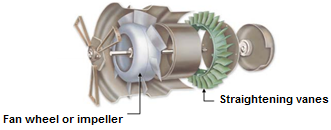 Straightening vanes
Fan wheel or impeller